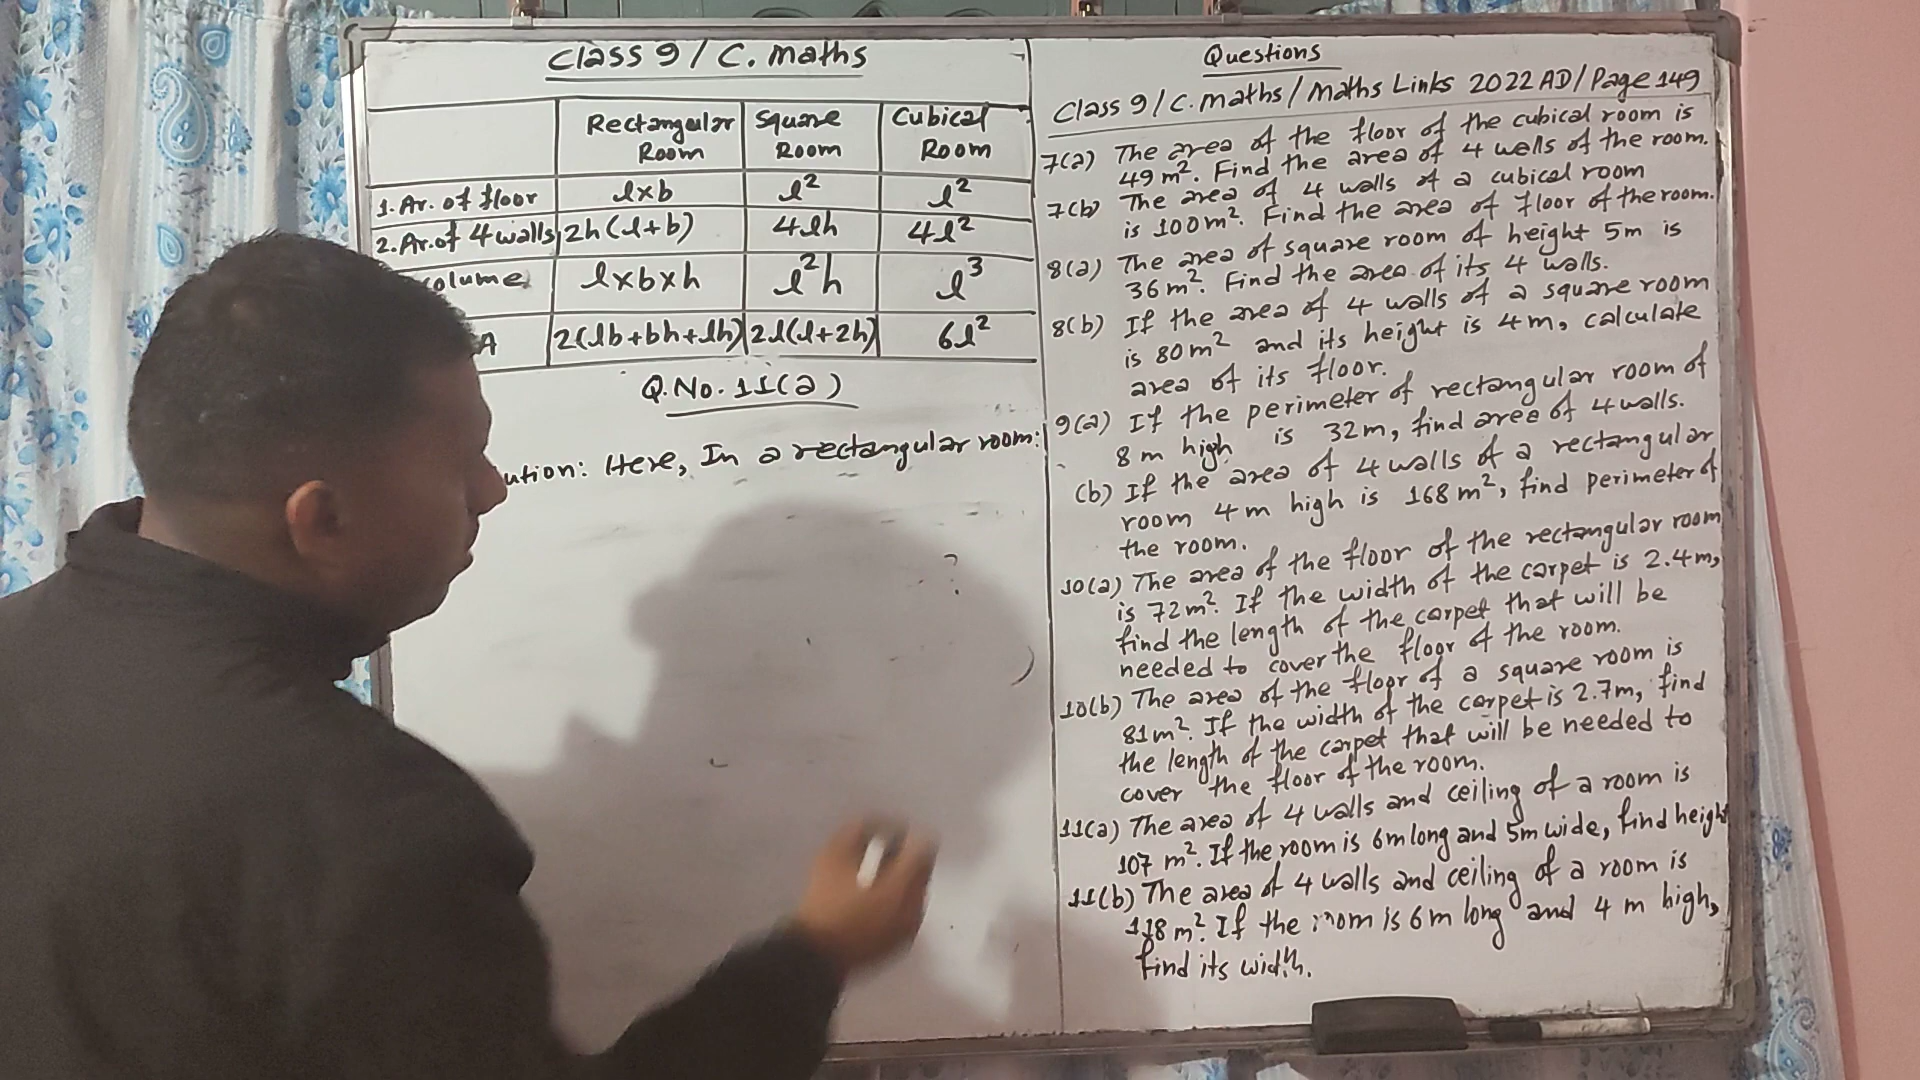 Class 9 / C. maths
Rectangular Room
Square Room
Cubical Room
1. Ar. of floor
l×b
l²
l²
2. Ar. of 4 walls
2h(l+b)
4lh
4l²
olume
l×b×h
l²h
l³
A
2(lb+bh+lh)
2l(l+2h)
6l²
Q.No. 11(a)
ution: Here, In a rectangular room:
Questions
Class 9 / C. maths / Maths Links 2022 AD / Page 149
7(a) The area of the floor of the cubical room is
49 m². Find the area of 4 walls of the room.
7(b) The area of 4 walls of a cubical room
is 100m². Find the area of floor of the room.
8(a) The area of square room of height 5m is
36 m². Find the area of its 4 walls.
8(b) If the area of 4 walls of a square room
is 80 m² and its height is 4m, calculate
area of its floor.
9(a) If the perimeter of rectangular room of
8 m high is 32m, find area of 4 walls.
(b) If the area of 4 walls of a rectangular
room 4 m high is 168 m², find perimeter of
the room.
10(a) The area of the floor of the rectangular room
is 72m². If the width of the carpet is 2.4m,
find the length of the carpet that will be
needed to cover the floor of the room.
10(b) The area of the floor of a square room is
81m². If the width of the carpet is 2.7m, find
the length of the carpet that will be needed to
cover the floor of the room.
11(a) The area of 4 walls and ceiling of a room is
107 m². If the room is 6m long and 5m wide, find height
11(b) The area of 4 walls and ceiling of a room is
118 m². If the room is 6 m long and 4 m high,
find its width.